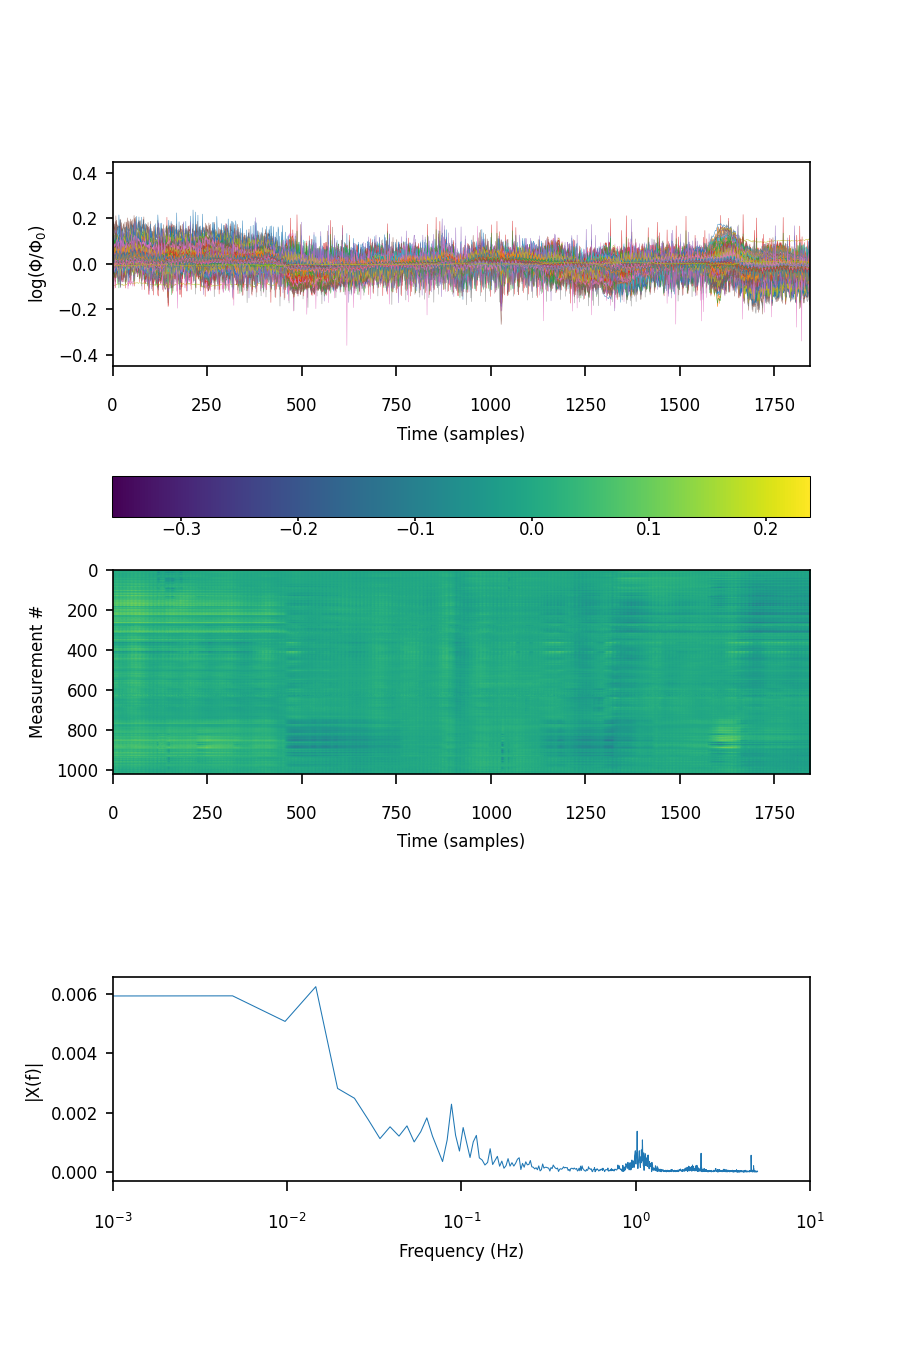 0.4
0.2
0.0
−0.2
−0.4
log(Φ/Φ₀)
0 250 500 750 1000 1250 1500 1750
Time (samples)
−0.3 −0.2 −0.1 0.0 0.1 0.2
0
200
400
600
800
1000
Measurement #
0 250 500 750 1000 1250 1500 1750
Time (samples)
0.006
0.004
0.002
0.000
|X(f)|
10⁻³ 10⁻² 10⁻¹ 10⁰ 10¹
Frequency (Hz)